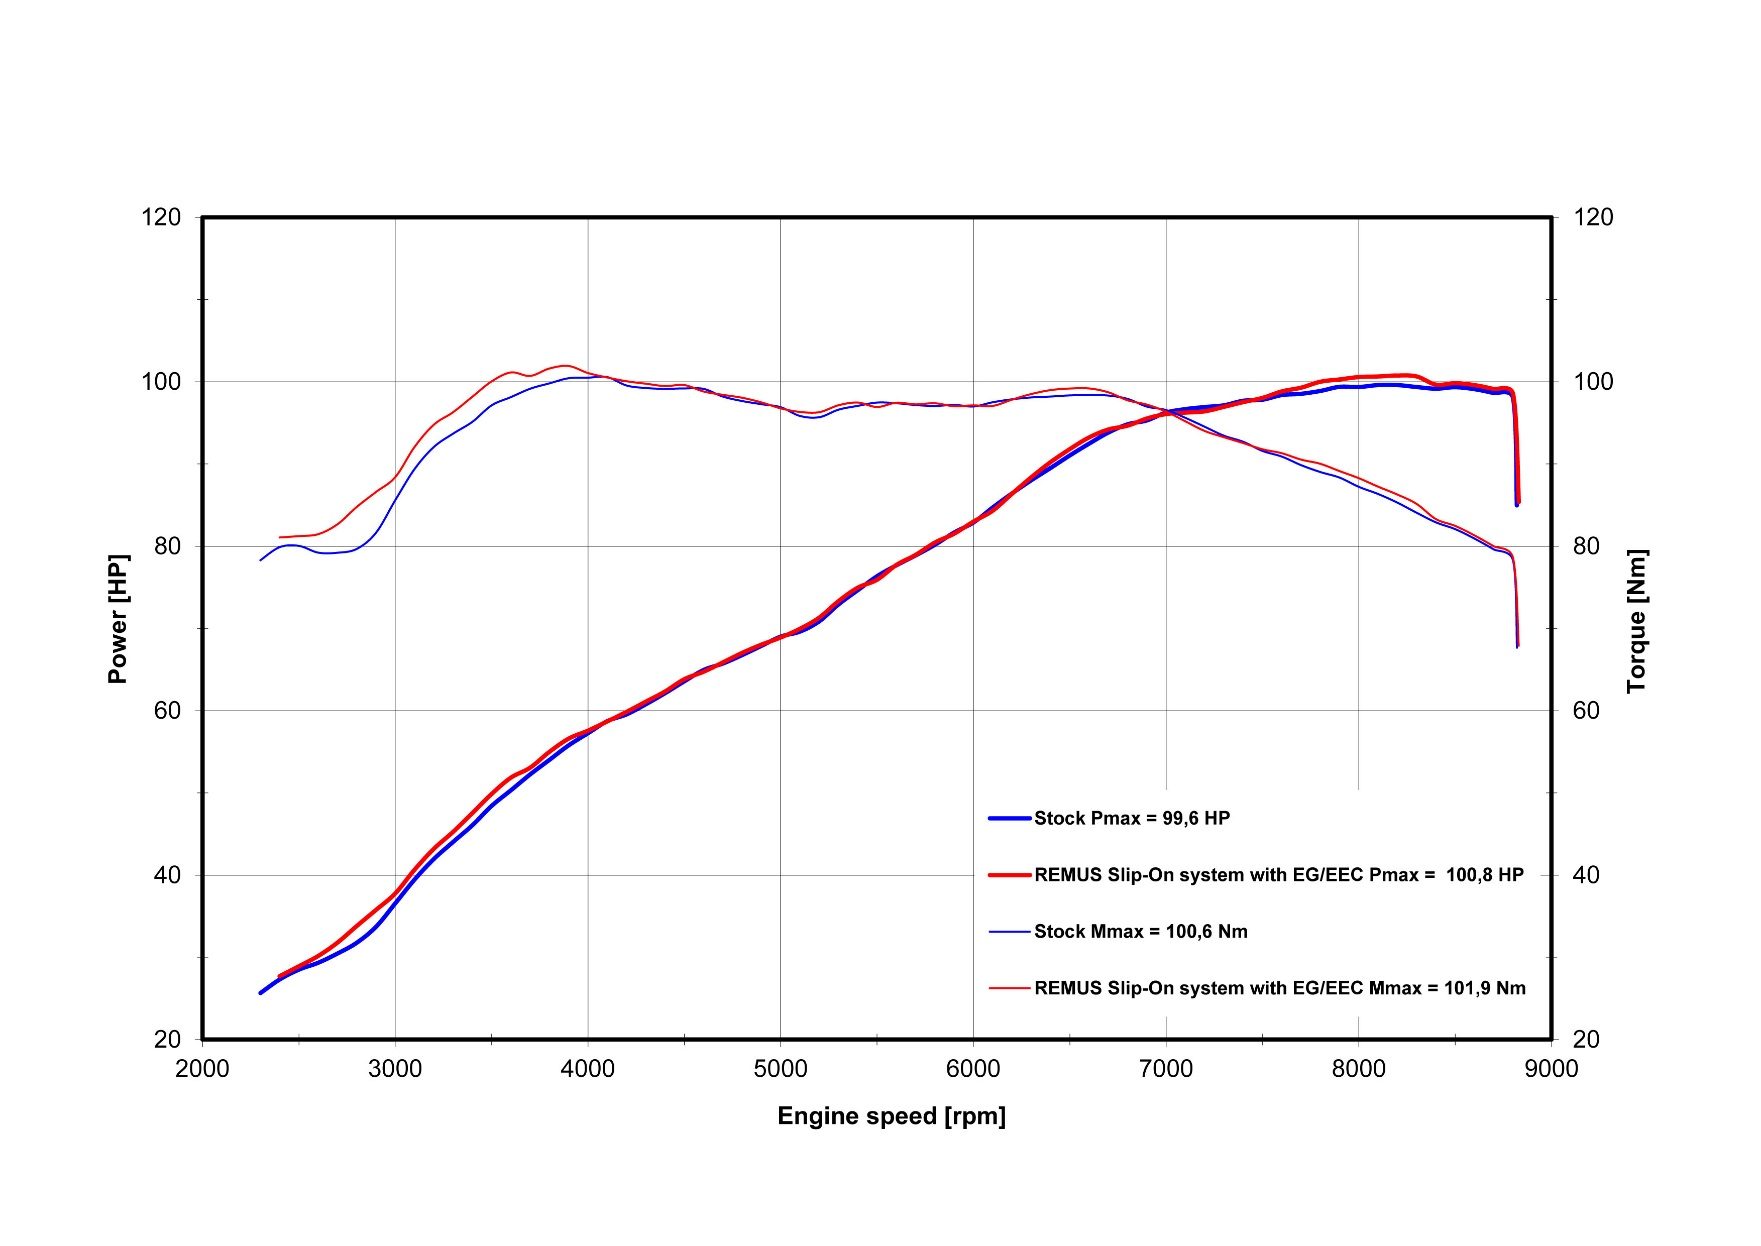 120
120
100
100
80
80
60
60
40
40
20
20
Power [HP]
Torque [Nm]
Stock Pmax = 99,6 HP
REMUS Slip-On system with EG/EEC Pmax = 100,8 HP
Stock Mmax = 100,6 Nm
REMUS Slip-On system with EG/EEC Mmax = 101,9 Nm
2000 3000 4000 5000 6000 7000 8000 9000
Engine speed [rpm]